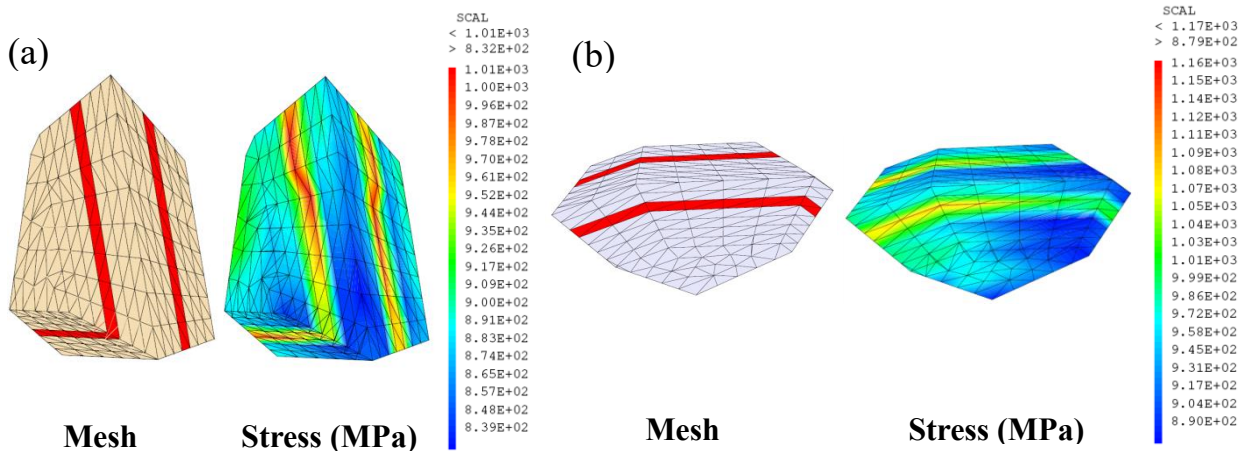 (a)
SCAL
< 1.01E+03
> 8.32E+02
1.01E+03
1.00E+03
9.96E+02
9.87E+02
9.78E+02
9.70E+02
9.61E+02
9.52E+02
9.44E+02
9.35E+02
9.26E+02
9.17E+02
9.09E+02
9.00E+02
8.91E+02
8.83E+02
8.74E+02
8.65E+02
8.57E+02
8.48E+02
8.39E+02
Mesh
Stress (MPa)
(b)
SCAL
< 1.17E+03
> 8.79E+02
1.16E+03
1.15E+03
1.14E+03
1.12E+03
1.11E+03
1.09E+03
1.08E+03
1.07E+03
1.05E+03
1.04E+03
1.03E+03
1.01E+03
9.99E+02
9.86E+02
9.72E+02
9.58E+02
9.45E+02
9.31E+02
9.17E+02
9.04E+02
8.90E+02
Mesh
Stress (MPa)